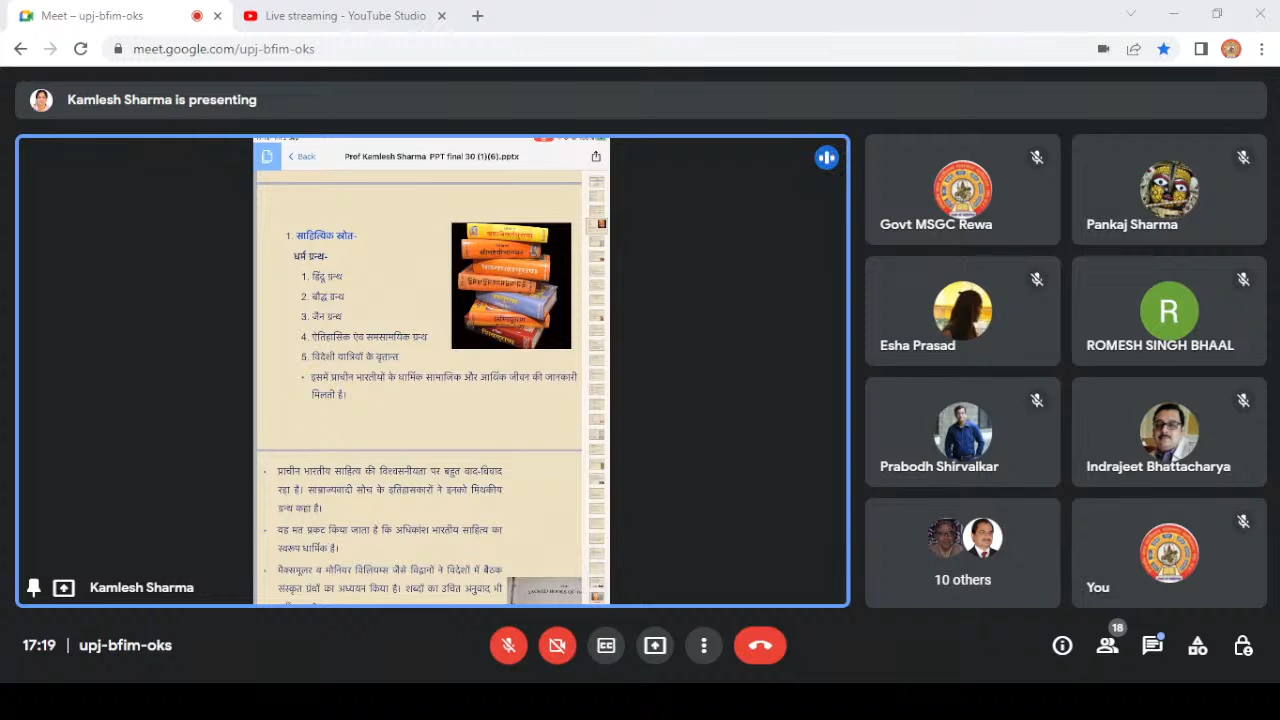 Meet – upj-bfim-oks
Live streaming - YouTube Studio
meet.google.com/upj-bfim-oks
Kamlesh Sharma is presenting
Back
Prof Kamlesh Sharma PPT final 30 (1)(6).pptx
1. साहित्यिक स्रोत-
धर्म ग्रन्थ
1. हिंदू ग्रन्थ
2. बौद्ध ग्रन्थ
3. जैन ग्रन्थ
4. ऐतिहासिक एवं समसामयिक ग्रन्थ
5. विदेशी यात्रियों के वृतान्त
प्राचीन भारतीयों के धार्मिक सामाजिक और आर्थिक जीवन की जानकारी
प्राचीन भारतीय साहित्य की विश्वसनीयता पर बहुत वाद-विवाद
रहा है।
की सोच के इतिहासकारों ने इनको मिथकीय
ग्रन्थ कहा है।
यह मत प्रकट किया जाता है कि अधिकांश भारतीय साहित्य का
स्वरूप धार्मिक है।
मैक्समूलर व मोनियर विलियम्स जैसे विद्वानों ने विदेशों में बैठक
संस्कृत ग्रंथों का अध्ययन किया है। शब्दों का उचित अनुवाद भी
THE
SACRED BOOKS OF
Kamlesh Sharma
Govt MSGC Rewa
Pankaj Sharma
Esha Prasad
R
ROMESH SINGH BHAAL
Prabodh Shirvalkar
Indrajeet Bhattacharya
10 others
You
17:19 | upj-bfim-oks
18